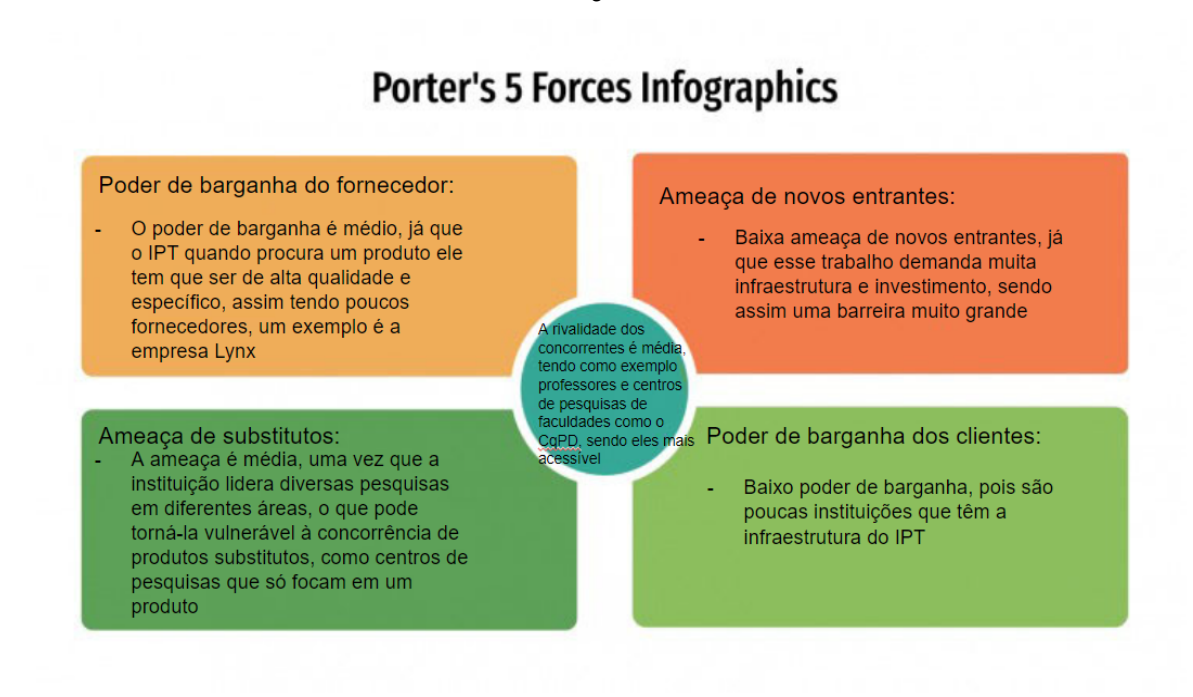 Porter's 5 Forces Infographics
Poder de barganha do fornecedor:
- O poder de barganha é médio, já que
o IPT quando procura um produto ele
tem que ser de alta qualidade e
específico, assim tendo poucos
fornecedores, um exemplo é a
empresa Lynx
Ameaça de novos entrantes:
- Baixa ameaça de novos entrantes, já
que esse trabalho demanda muita
infraestrutura e investimento, sendo
assim uma barreira muito grande
A rivalidade dos
concorrentes é média,
tendo como exemplo
professores e centros
de pesquisas de
faculdades como o
CqPD, sendo eles mais
acessível
Ameaça de substitutos:
- A ameaça é média, uma vez que a
instituição lidera diversas pesquisas
em diferentes áreas, o que pode
torná-la vulnerável à concorrência de
produtos substitutos, como centros de
pesquisas que só focam em um
produto
Poder de barganha dos clientes:
- Baixo poder de barganha, pois são
poucas instituições que têm a
infraestrutura do IPT